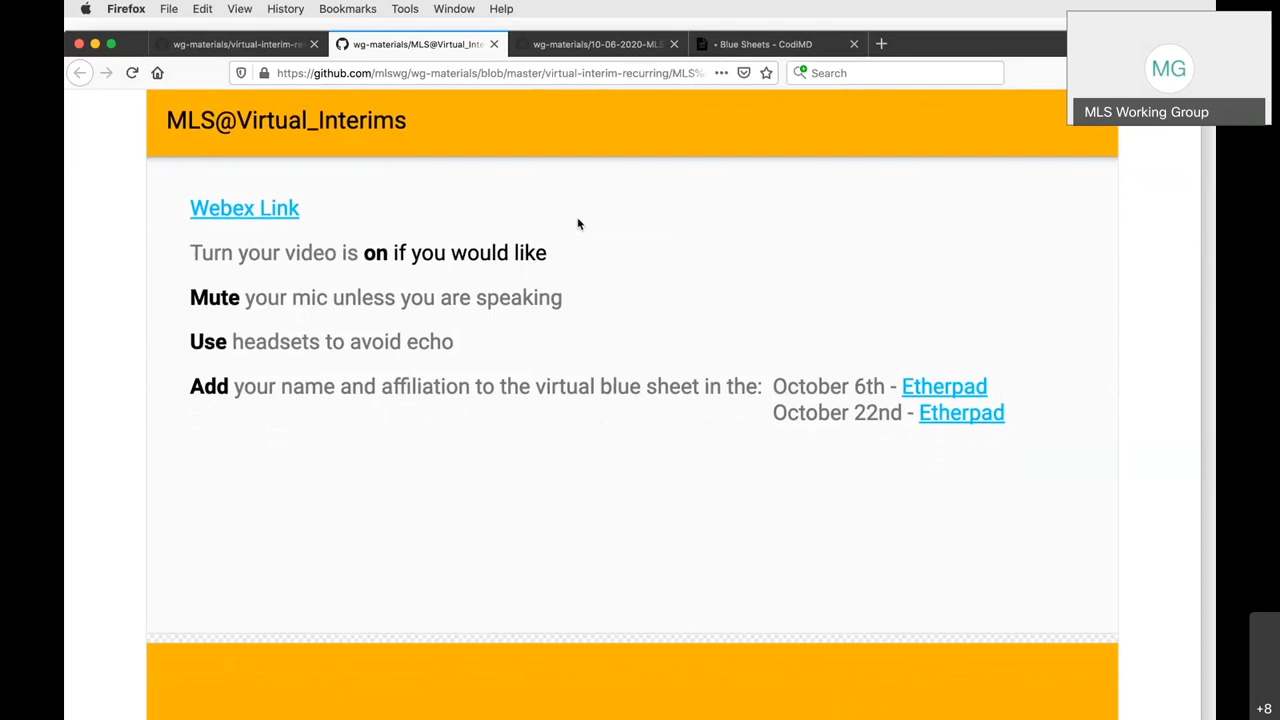 Firefox File Edit View History Bookmarks Tools Window Help
wg-materials/virtual-interim-re
wg-materials/MLS@Virtual_Inte
wg-materials/10-06-2020-MLS
• Blue Sheets - CodiMD
https://github.com/mlswg/wg-materials/blob/master/virtual-interim-recurring/MLS%
Search
MG
MLS Working Group
MLS@Virtual_Interims
Webex Link
Turn your video is on if you would like
Mute your mic unless you are speaking
Use headsets to avoid echo
Add your name and affiliation to the virtual blue sheet in the: October 6th - Etherpad
October 22nd - Etherpad
+8